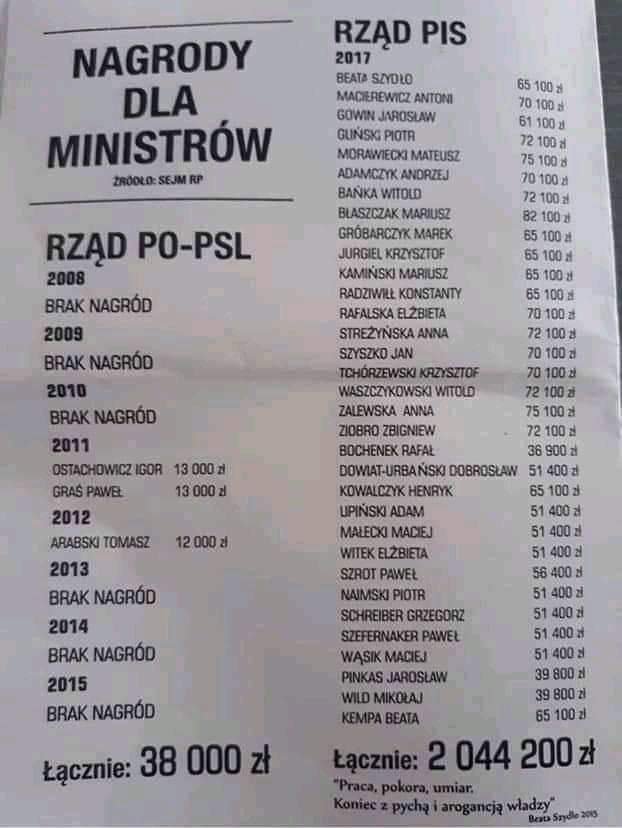 NAGRODY
DLA
MINISTRÓW
ŹRÓDŁO: SEJM RP
RZĄD PO-PSL
2008
BRAK NAGRÓD
2009
BRAK NAGRÓD
2010
BRAK NAGRÓD
2011
OSTACHOWICZ IGOR 13 000 zł
GRAŚ PAWEŁ 13 000 zł
2012
ARABSKI TOMASZ 12 000 zł
2013
BRAK NAGRÓD
2014
BRAK NAGRÓD
2015
BRAK NAGRÓD
Łącznie: 38 000 zł
RZĄD PIS
2017
BEATA SZYDŁO 65 100 zł
MACIEREWICZ ANTONI 70 100 zł
GOWIN JAROSŁAW 61 100 zł
GLIŃSKI PIOTR 72 100 zł
MORAWIECKI MATEUSZ 75 100 zł
ADAMCZYK ANDRZEJ 70 100 zł
BAŃKA WITOLD 72 100 zł
BŁASZCZAK MARIUSZ 82 100 zł
GRÓBARCZYK MAREK 65 100 zł
JURGIEL KRZYSZTOF 65 100 zł
KAMIŃSKI MARIUSZ 65 100 zł
RADZIWIŁŁ KONSTANTY 65 100 zł
RAFALSKA ELŻBIETA 70 100 zł
STREŻYŃSKA ANNA 72 100 zł
SZYSZKO JAN 70 100 zł
TCHÓRZEWSKI KRZYSZTOF 70 100 zł
WASZCZYKOWSKI WITOLD 72 100 zł
ZALEWSKA ANNA 75 100 zł
ZIOBRO ZBIGNIEW 72 100 zł
BOCHENEK RAFAŁ 36 900 zł
DOWIAT-URBAŃSKI DOBROSŁAW 51 400 zł
KOWALCZYK HENRYK 65 100 zł
LIPIŃSKI ADAM 51 400 zł
MAŁECKI MACIEJ 51 400 zł
WITEK ELŻBIETA 51 400 zł
SZROT PAWEŁ 56 400 zł
NAIMSKI PIOTR 51 400 zł
SCHREIBER GRZEGORZ 51 400 zł
SZEFERNAKER PAWEŁ 51 400 zł
WĄSIK MACIEJ 51 400 zł
PINKAS JAROSŁAW 39 800 zł
WILD MIKOŁAJ 39 800 zł
KEMPA BEATA 65 100 zł
Łącznie: 2 044 200 zł
"Praca, pokora, umiar.
Koniec z pychą i arogancją władzy"
Beata Szydło 2015